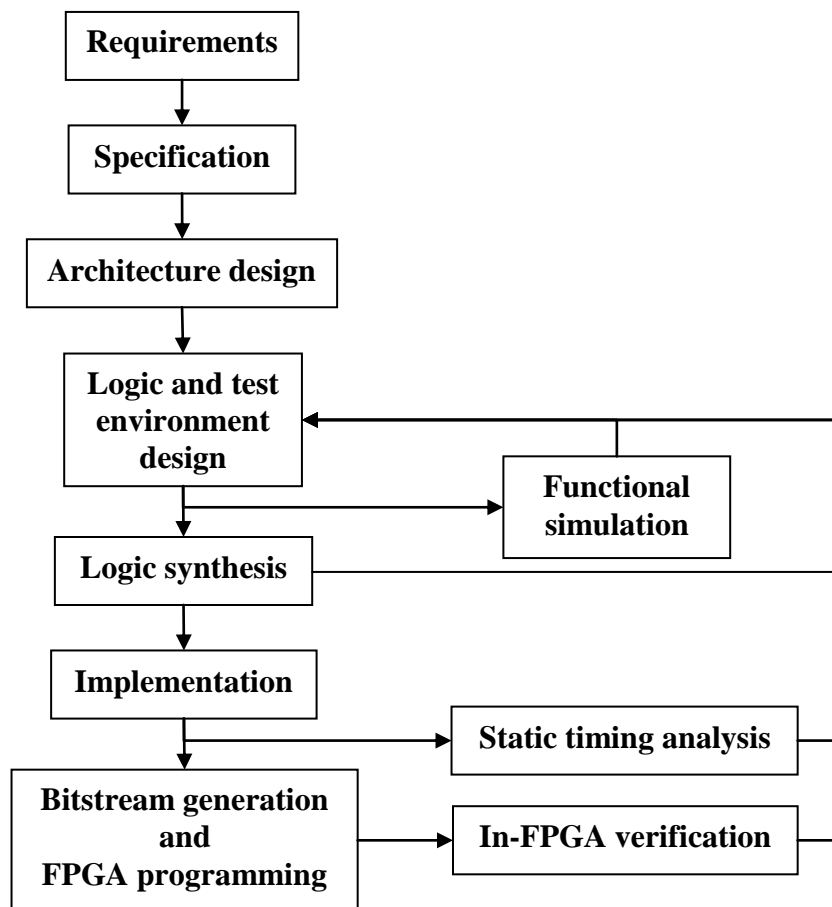 Requirements
Specification
Architecture design
Logic and test
environment
design
Functional
simulation
Logic synthesis
Implementation
Static timing analysis
Bitstream generation
and
FPGA programming
In-FPGA verification